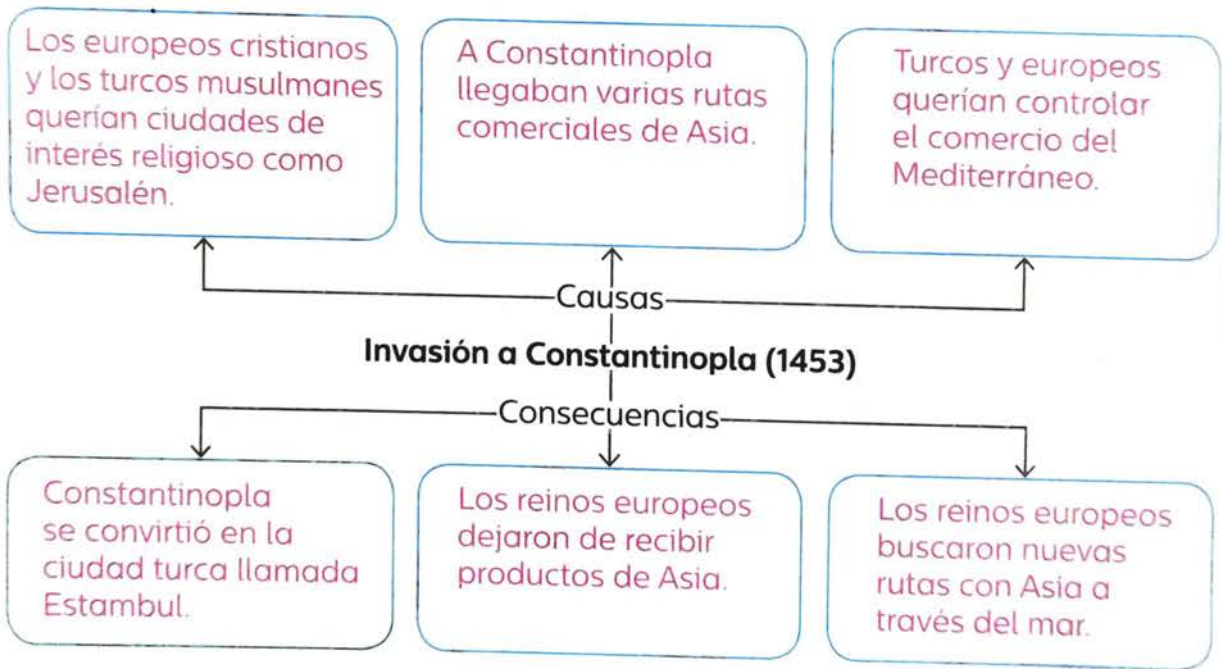 Los europeos cristianos
y los turcos musulmanes
querían ciudades de
interés religioso como
Jerusalén.
A Constantinopla
llegaban varias rutas
comerciales de Asia.
Turcos y europeos
querían controlar
el comercio del
Mediterráneo.
Causas
Invasión a Constantinopla (1453)
Consecuencias
Constantinopla
se convirtió en la
ciudad turca llamada
Estambul.
Los reinos europeos
dejaron de recibir
productos de Asia.
Los reinos europeos
buscaron nuevas
rutas con Asia a
través del mar.